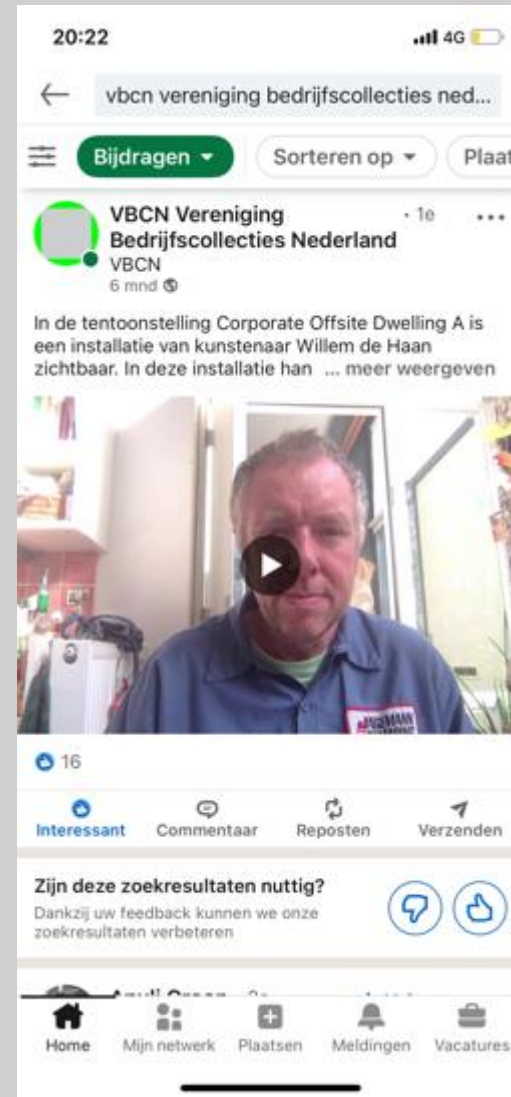 20:22
4G
vbcn vereniging bedrijfscollecties ned...
Bijdragen
Sorteren op
Plaat
VBCN Vereniging • 1e
Bedrijfscollecties Nederland
VBCN
6 mnd
In de tentoonstelling Corporate Offsite Dwelling A is
een installatie van kunstenaar Willem de Haan
zichtbaar. In deze installatie han ... meer weergeven
16
Interessant
Commentaar
Reposten
Verzenden
Zijn deze zoekresultaten nuttig?
Dankzij uw feedback kunnen we onze
zoekresultaten verbeteren
Home
Mijn netwerk
Plaatsen
Meldingen
Vacatures